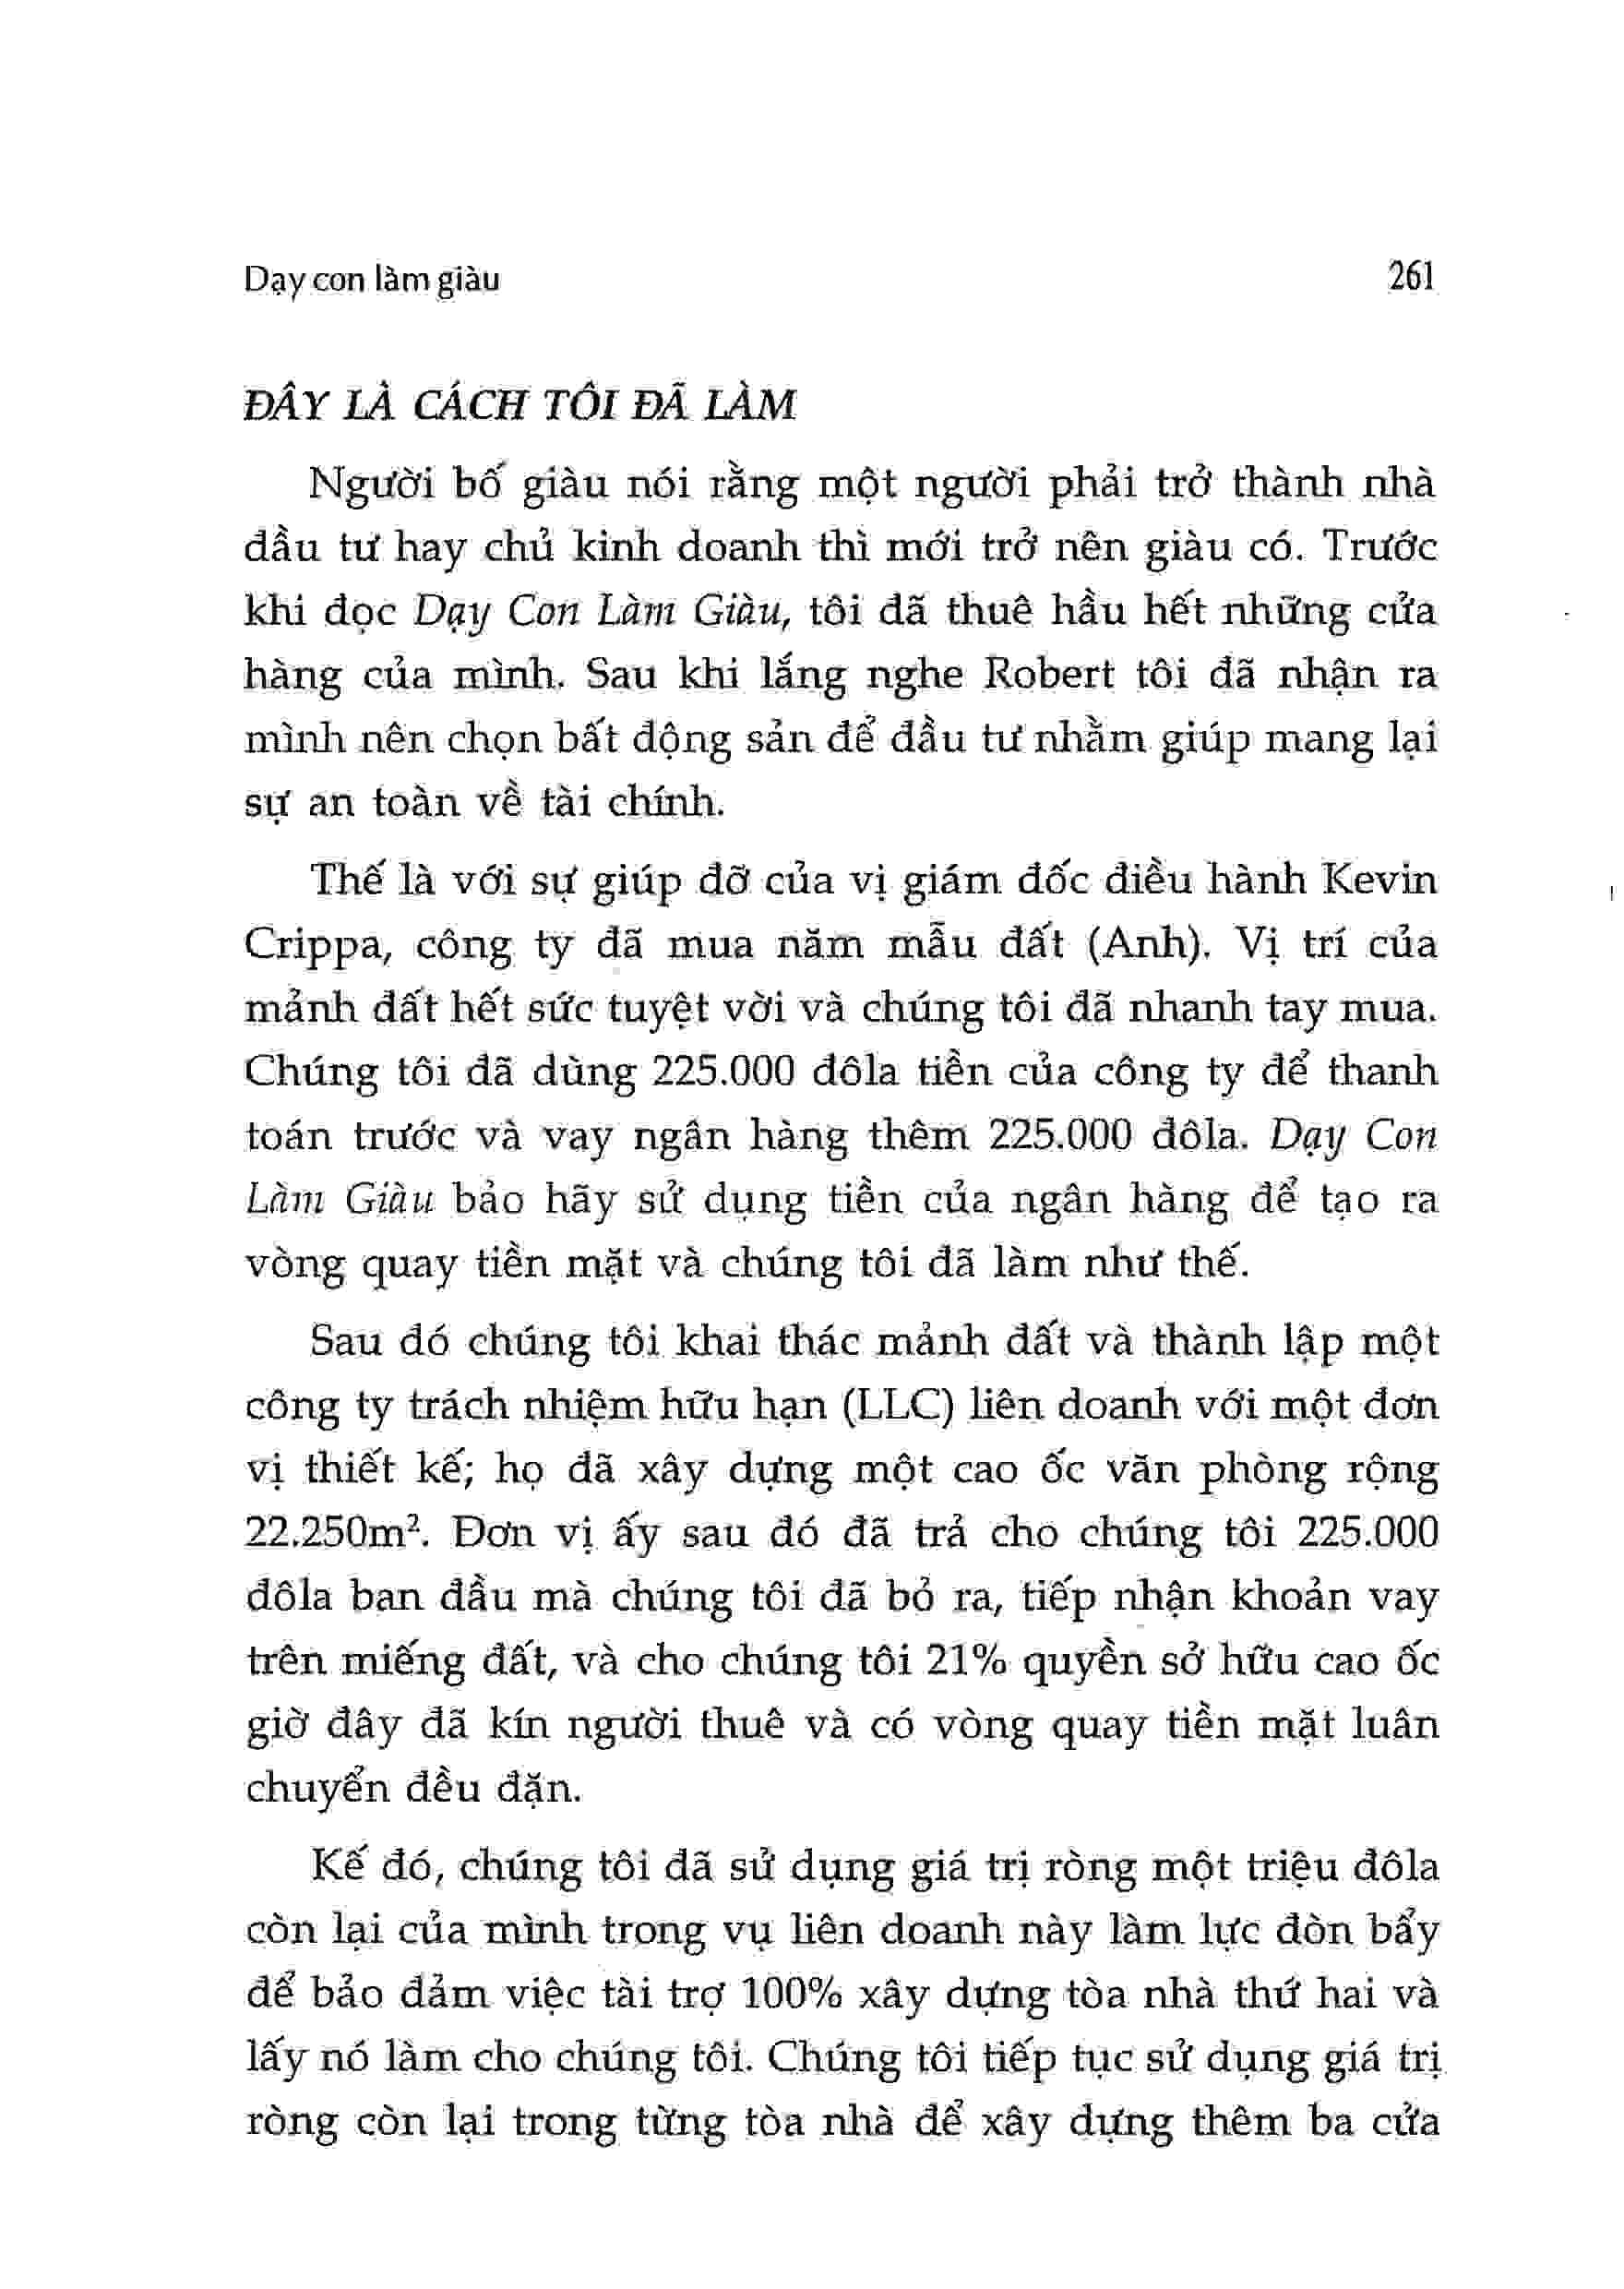 Dạy con làm giàu 261
ĐÂY LÀ CÁCH TÔI ĐÃ LÀM
Người bố giàu nói rằng một người phải trở thành nhà
đầu tư hay chủ kinh doanh thì mới trở nên giàu có. Trước
khi đọc Dạy Con Làm Giàu, tôi đã thuê hầu hết những cửa
hàng của mình. Sau khi lắng nghe Robert tôi đã nhận ra
mình nên chọn bất động sản để đầu tư nhằm giúp mang lại
sự an toàn về tài chính.
Thế là với sự giúp đỡ của vị giám đốc điều hành Kevin
Crippa, công ty đã mua năm mẫu đất (Anh). Vị trí của
mảnh đất hết sức tuyệt vời và chúng tôi đã nhanh tay mua.
Chúng tôi đã dùng 225.000 đôla tiền của công ty để thanh
toán trước và vay ngân hàng thêm 225.000 đôla. Dạy Con
Làm Giàu bảo hãy sử dụng tiền của ngân hàng để tạo ra
vòng quay tiền mặt và chúng tôi đã làm như thế.
Sau đó chúng tôi khai thác mảnh đất và thành lập một
công ty trách nhiệm hữu hạn (LLC) liên doanh với một đơn
vị thiết kế; họ đã xây dựng một cao ốc văn phòng rộng
22.250m². Đơn vị ấy sau đó đã trả cho chúng tôi 225.000
đôla ban đầu mà chúng tôi đã bỏ ra, tiếp nhận khoản vay
trên miếng đất, và cho chúng tôi 21% quyền sở hữu cao ốc
giờ đây đã kín người thuê và có vòng quay tiền mặt luân
chuyển đều đặn.
Kế đó, chúng tôi đã sử dụng giá trị ròng một triệu đôla
còn lại của mình trong vụ liên doanh này làm lực đòn bẩy
để bảo đảm việc tài trợ 100% xây dựng tòa nhà thứ hai và
lấy nó làm cho chúng tôi. Chúng tôi tiếp tục sử dụng giá trị
ròng còn lại trong từng tòa nhà để xây dựng thêm ba cửa